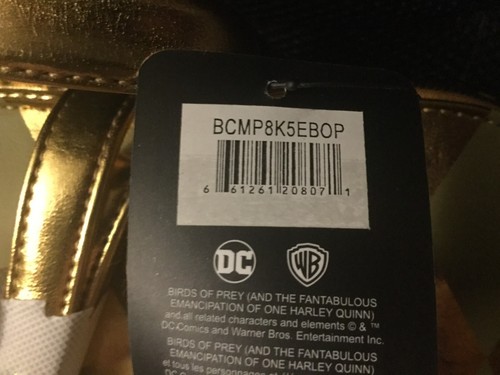 BCMP8K5EBOP
6 61261 20807 1
DC WB
BIRDS OF PREY (AND THE FANTABULOUS
EMANCIPATION OF ONE HARLEY QUINN)
and all related characters and elements © & ™
DC Comics and Warner Bros. Entertainment Inc.
BIRDS OF PREY (AND THE FANTABULOUS
EMANCIPATION OF ONE HARLEY QUINN)
et tous les personnages et